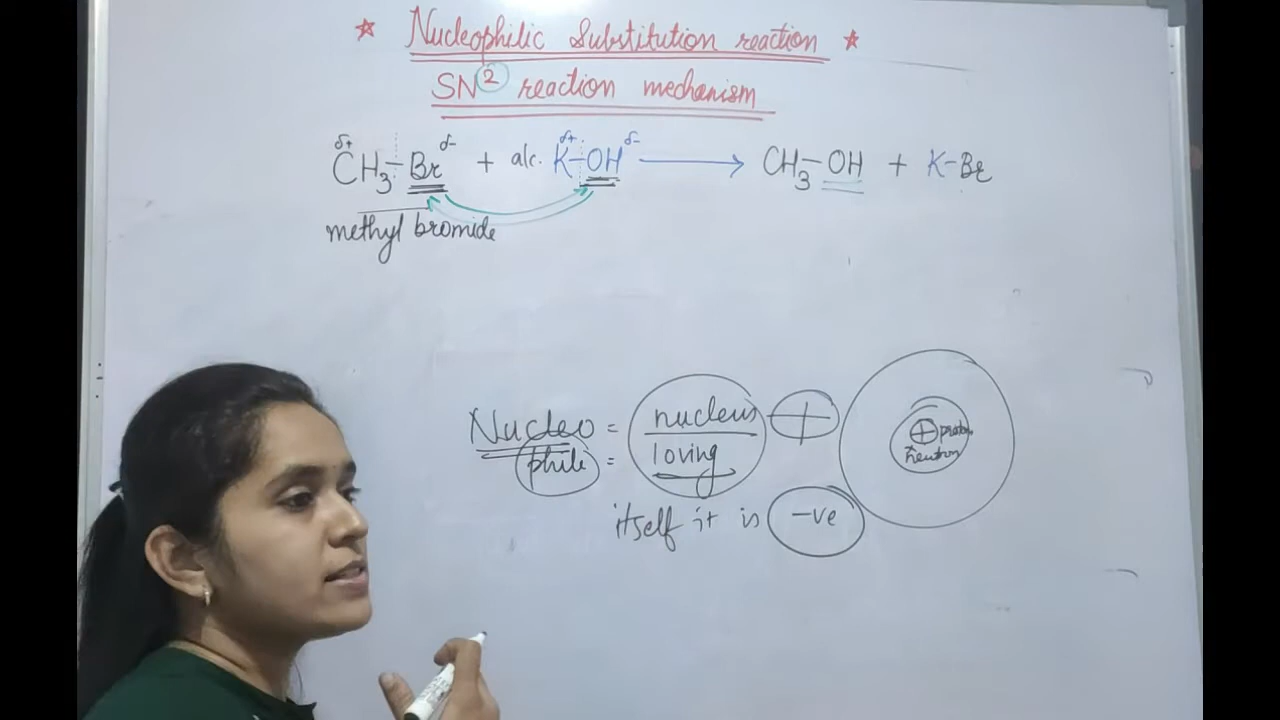 ☆ Nucleophilic Substitution reaction ☆
SN² reaction mechanism
δ+ δ- δ+ δ-
CH₃-Br + alc. K-OH ⟶ CH₃-OH + K-Br
methyl bromide
Nucleo = nucleus +
phile = loving
+ proton
neutron
itself it is -ve